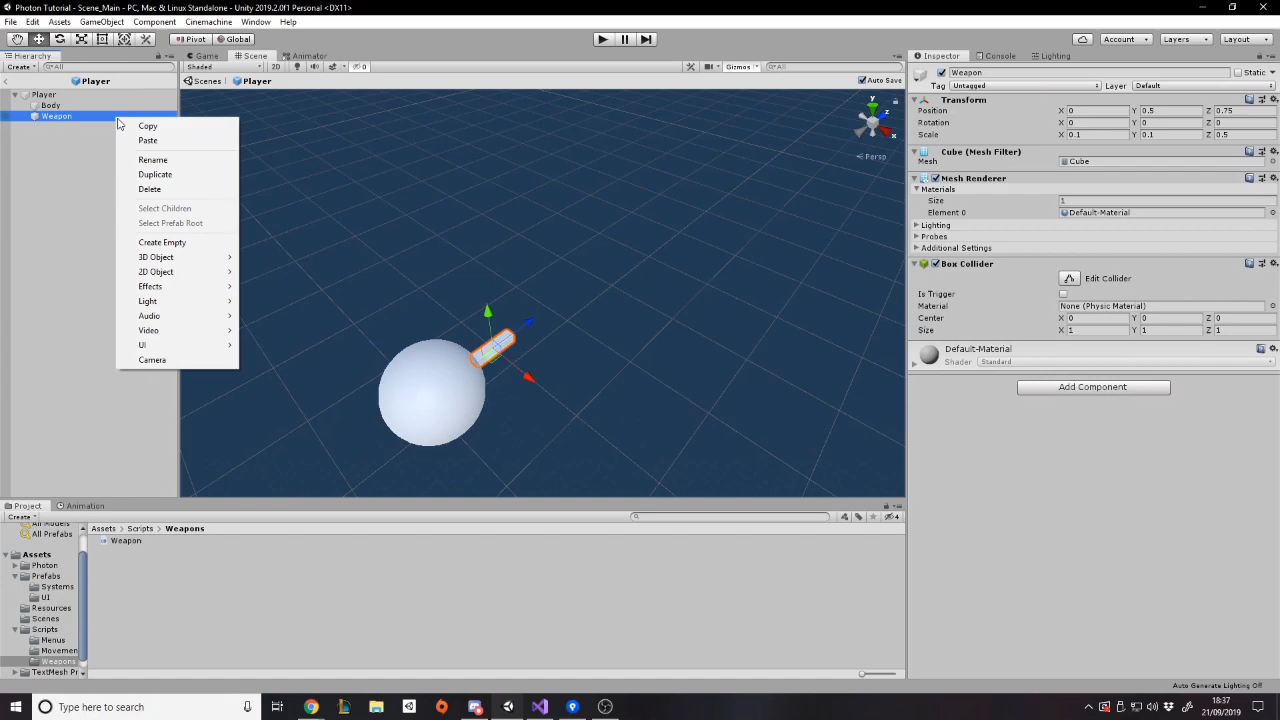 Photon Tutorial - Scene_Main - PC, Mac & Linux Standalone - Unity 2019.2.0f1 Personal <DX11>
File Edit Assets GameObject Component Cinemachine Window Help
Pivot Global Account Layers Layout
Hierarchy Game Scene Animator Inspector Console Lighting
Create All Shaded 2D 0 Gizmos All Weapon Static
Player Scenes Player Auto Save Tag Untagged Layer Default
Player
Body
Weapon
Copy
Paste
Rename
Duplicate
Delete
Select Children
Select Prefab Root
Create Empty
3D Object
2D Object
Effects
Light
Audio
Video
UI
Camera
y
z
x
Persp
Transform
Position X 0 Y 0.5 Z 0.75
Rotation X 0 Y 0 Z 0
Scale X 0.1 Y 0.1 Z 0.5
Cube (Mesh Filter)
Mesh Cube
Mesh Renderer
Materials
Size 1
Element 0 Default-Material
Lighting
Probes
Additional Settings
Box Collider
Edit Collider
Is Trigger
Material None (Physic Material)
Center X 0 Y 0 Z 0
Size X 1 Y 1 Z 1
Default-Material
Shader Standard
Add Component
Project Animation
Create 4
All Models
All Prefabs
Assets
Photon
Prefabs
Systems
UI
Resources
Scenes
Scripts
Menus
Movemen
Weapons
TextMesh Pr
Assets Scripts Weapons
Weapon
Auto Generate Lighting Off
Type here to search
18:37
21/09/2019